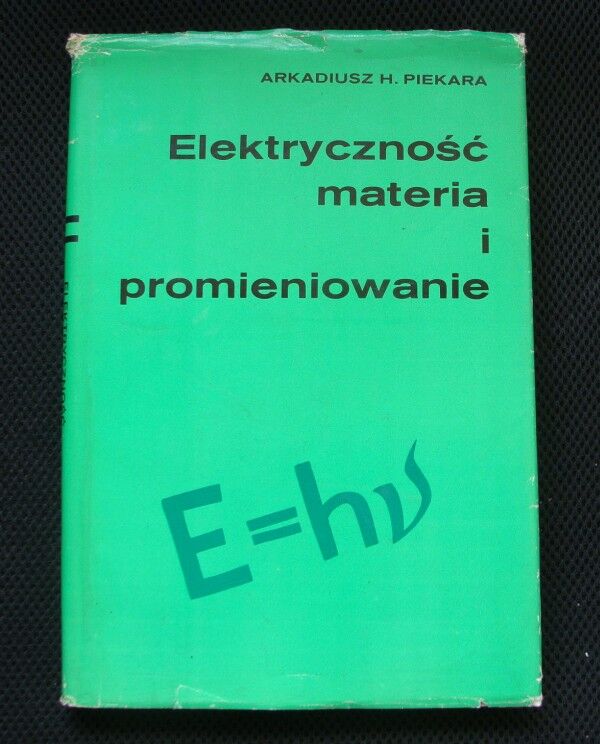 ARKADIUSZ H. PIEKARA
Elektryczność
materia
i
promieniowanie
E=hν